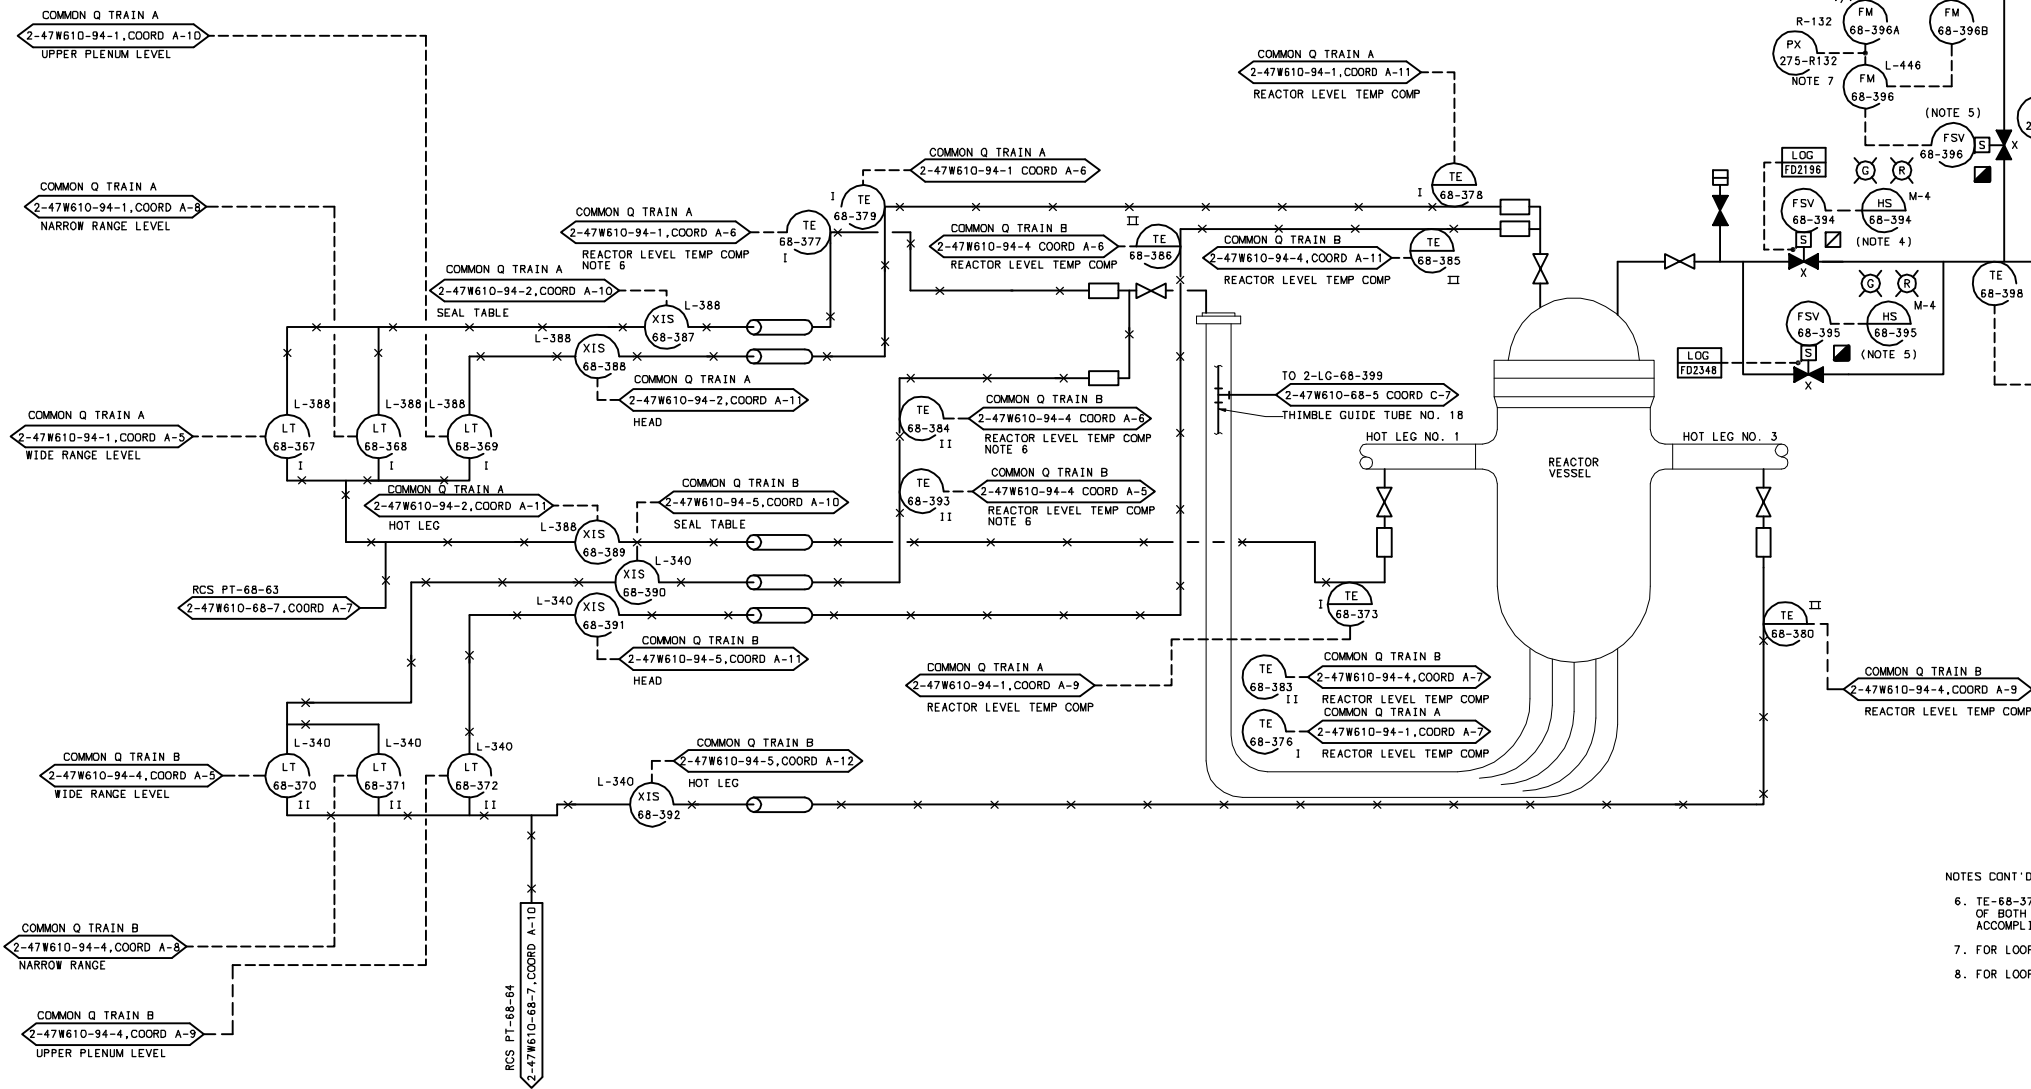 COMMON Q TRAIN A
2-47W610-94-1,COORD A-10
UPPER PLENUM LEVEL
COMMON Q TRAIN A
2-47W610-94-1,COORD A-8
NARROW RANGE LEVEL
COMMON Q TRAIN A
2-47W610-94-1,COORD A-5
WIDE RANGE LEVEL
L-388
LT
68-367
I
L-388
LT
68-368
I
L-388
LT
68-369
I
COMMON Q TRAIN A
2-47W610-94-2,COORD A-10
SEAL TABLE
L-388
XIS
68-387
L-388
XIS
68-388
COMMON Q TRAIN A
2-47W610-94-2,COORD A-11
HEAD
COMMON Q TRAIN A
2-47W610-94-1,COORD A-6
REACTOR LEVEL TEMP COMP
NOTE 6
TE
68-377
I
I
TE
68-379
COMMON Q TRAIN A
2-47W610-94-1 COORD A-6
COMMON Q TRAIN B
2-47W610-94-4 COORD A-6
REACTOR LEVEL TEMP COMP
II
TE
68-386
COMMON Q TRAIN A
2-47W610-94-1,COORD A-11
REACTOR LEVEL TEMP COMP
I
TE
68-378
COMMON Q TRAIN B
2-47W610-94-4,COORD A-11
REACTOR LEVEL TEMP COMP
TE
68-385
II
TE
68-384
II
COMMON Q TRAIN B
2-47W610-94-4 COORD A-6
REACTOR LEVEL TEMP COMP
NOTE 6
TE
68-393
II
COMMON Q TRAIN B
2-47W610-94-4 COORD A-5
REACTOR LEVEL TEMP COMP
NOTE 6
COMMON Q TRAIN A
2-47W610-94-2,COORD A-11
HOT LEG
L-388
XIS
68-389
COMMON Q TRAIN B
2-47W610-94-5,COORD A-10
SEAL TABLE
L-340
XIS
68-390
L-340
XIS
68-391
COMMON Q TRAIN B
2-47W610-94-5,COORD A-11
HEAD
RCS PT-68-63
2-47W610-68-7,COORD A-7
TO 2-LG-68-399
2-47W610-68-5 COORD C-7
THIMBLE GUIDE TUBE NO. 18
HOT LEG NO. 1
HOT LEG NO. 3
REACTOR
VESSEL
I
TE
68-373
COMMON Q TRAIN A
2-47W610-94-1,COORD A-9
REACTOR LEVEL TEMP COMP
TE
68-383
II
COMMON Q TRAIN B
2-47W610-94-4,COORD A-7
REACTOR LEVEL TEMP COMP
TE
68-376
I
COMMON Q TRAIN A
2-47W610-94-1,COORD A-7
REACTOR LEVEL TEMP COMP
II
TE
68-380
COMMON Q TRAIN B
2-47W610-94-4,COORD A-9
REACTOR LEVEL TEMP COMP
COMMON Q TRAIN B
2-47W610-94-4,COORD A-5
WIDE RANGE LEVEL
L-340
LT
68-370
II
L-340
LT
68-371
II
L-340
LT
68-372
II
L-340
XIS
68-392
COMMON Q TRAIN B
2-47W610-94-5,COORD A-12
HOT LEG
COMMON Q TRAIN B
2-47W610-94-4,COORD A-8
NARROW RANGE
COMMON Q TRAIN B
2-47W610-94-4,COORD A-9
UPPER PLENUM LEVEL
RCS PT-68-64
2-47W610-68-7,COORD A-10
R-132
FM
68-396A
FM
68-396B
PX
275-R132
NOTE 7
L-446
FM
68-396
(NOTE 5)
FSV
68-396
S
X
LOG
FD2196
G
R
M-4
FSV
68-394
HS
68-394
(NOTE 4)
S
X
G
R
M-4
FSV
68-395
HS
68-395
(NOTE 5)
S
X
LOG
FD2348
TE
68-398
NOTES CONT'D
6. TE-68-37
OF BOTH
ACCOMPLI
7. FOR LOOP
8. FOR LOOP